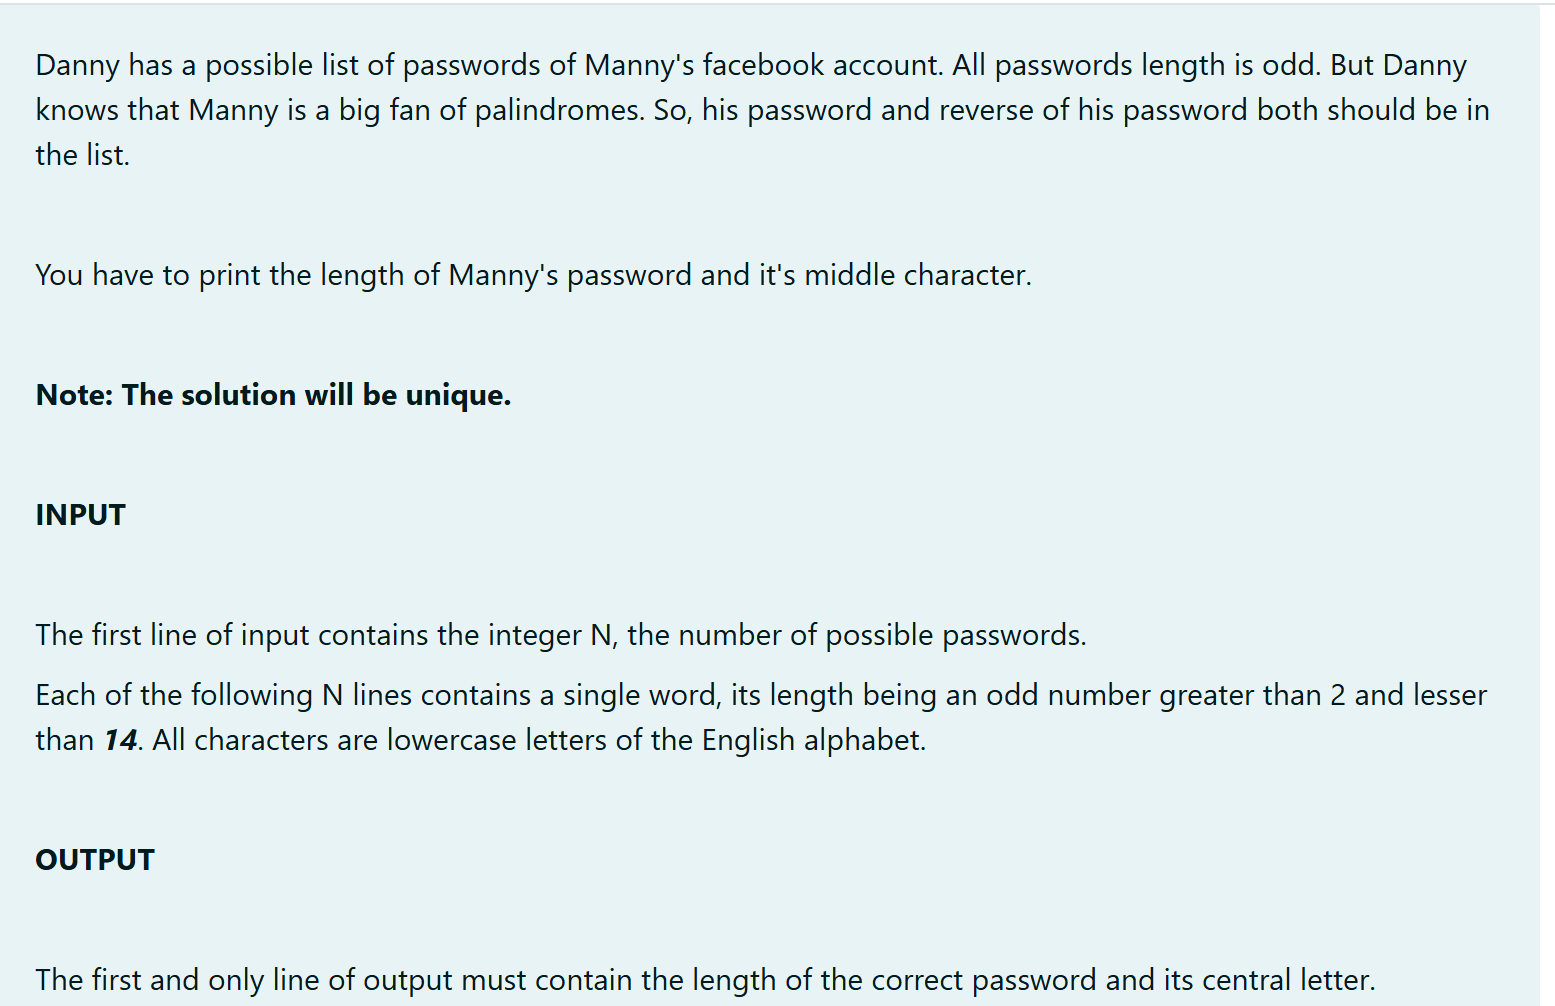 Danny has a possible list of passwords of Manny's facebook account. All passwords length is odd. But Danny
knows that Manny is a big fan of palindromes. So, his password and reverse of his password both should be in
the list.
You have to print the length of Manny's password and it's middle character.
Note: The solution will be unique.
INPUT
The first line of input contains the integer N, the number of possible passwords.
Each of the following N lines contains a single word, its length being an odd number greater than 2 and lesser
than 14. All characters are lowercase letters of the English alphabet.
OUTPUT
The first and only line of output must contain the length of the correct password and its central letter.